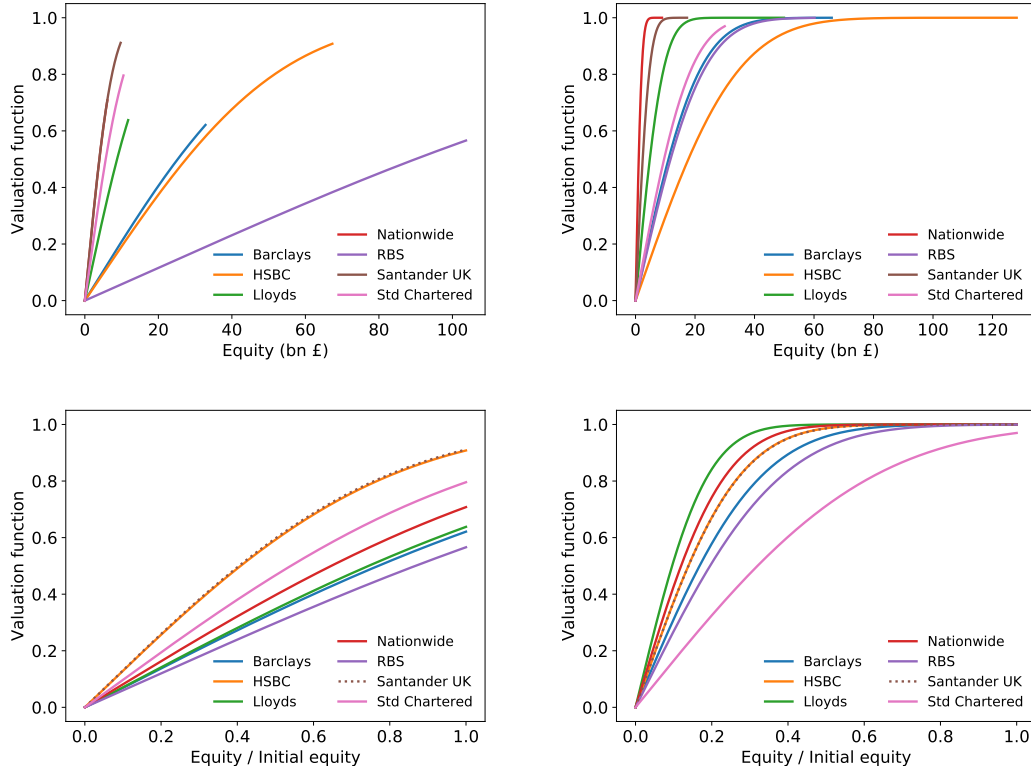 1.0
0.8
0.6
0.4
0.2
0.0
Valuation function
0 20 40 60 80 100
Equity (bn £)
Barclays
HSBC
Lloyds
Nationwide
RBS
Santander UK
Std Chartered
1.0
0.8
0.6
0.4
0.2
0.0
Valuation function
0 20 40 60 80 100 120
Equity (bn £)
Barclays
HSBC
Lloyds
Nationwide
RBS
Santander UK
Std Chartered
1.0
0.8
0.6
0.4
0.2
0.0
Valuation function
0.0 0.2 0.4 0.6 0.8 1.0
Equity / Initial equity
Barclays
HSBC
Lloyds
Nationwide
RBS
Santander UK
Std Chartered
1.0
0.8
0.6
0.4
0.2
0.0
Valuation function
0.0 0.2 0.4 0.6 0.8 1.0
Equity / Initial equity
Barclays
HSBC
Lloyds
Nationwide
RBS
Santander UK
Std Chartered